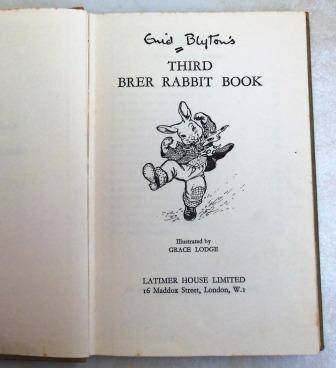 Enid Blyton's
THIRD
BRER RABBIT BOOK
Illustrated by
GRACE LODGE
LATIMER HOUSE LIMITED
16 Maddox Street, London, W.1